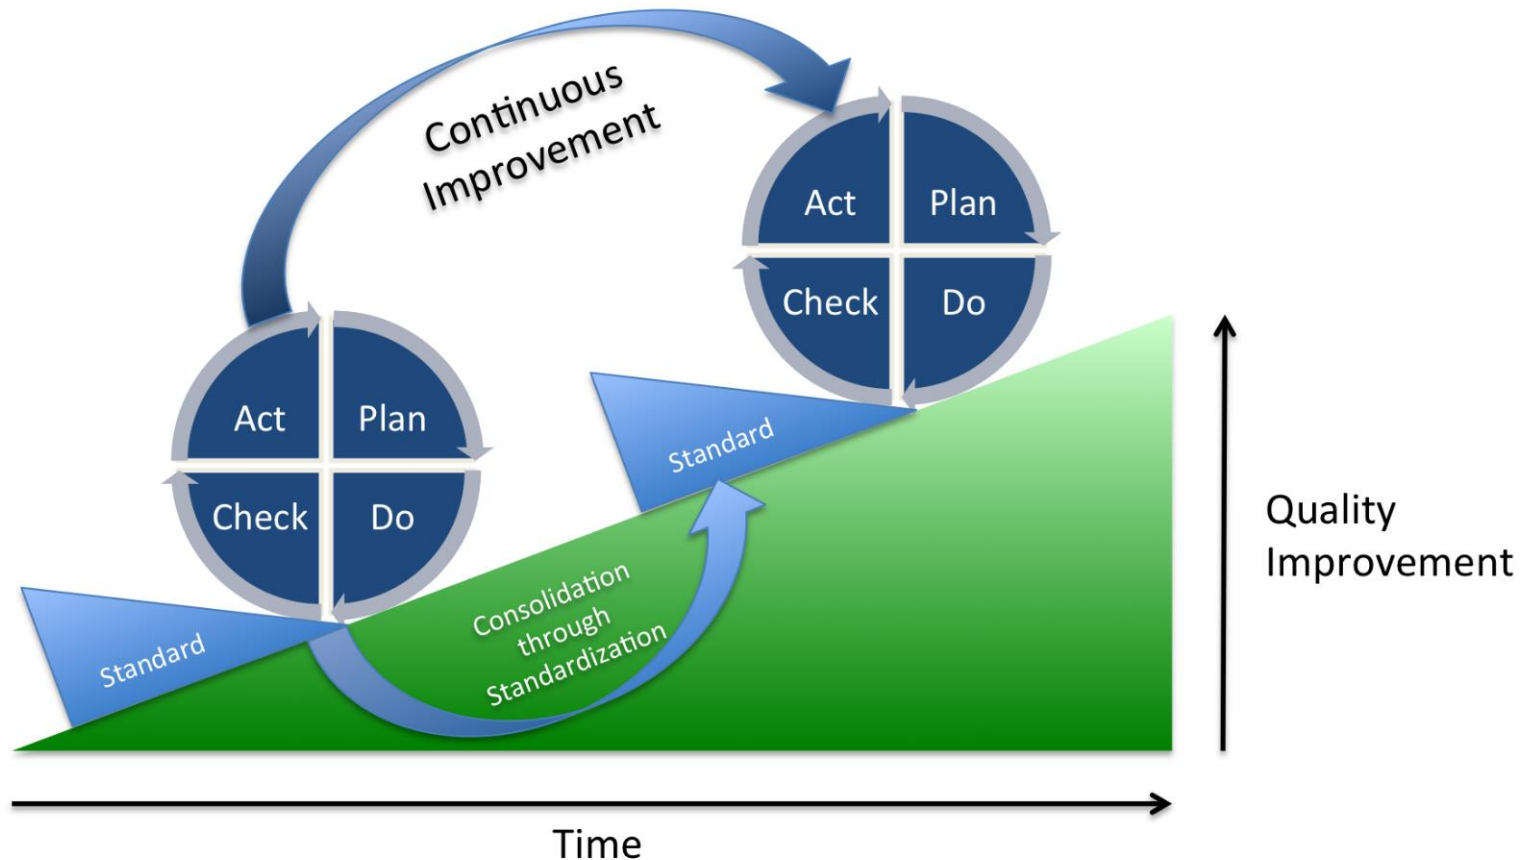 Continuous
Improvement
Act
Plan
Check
Do
Act
Plan
Check
Do
Standard
Standard
Consolidation
through
Standardization
Quality
Improvement
Time